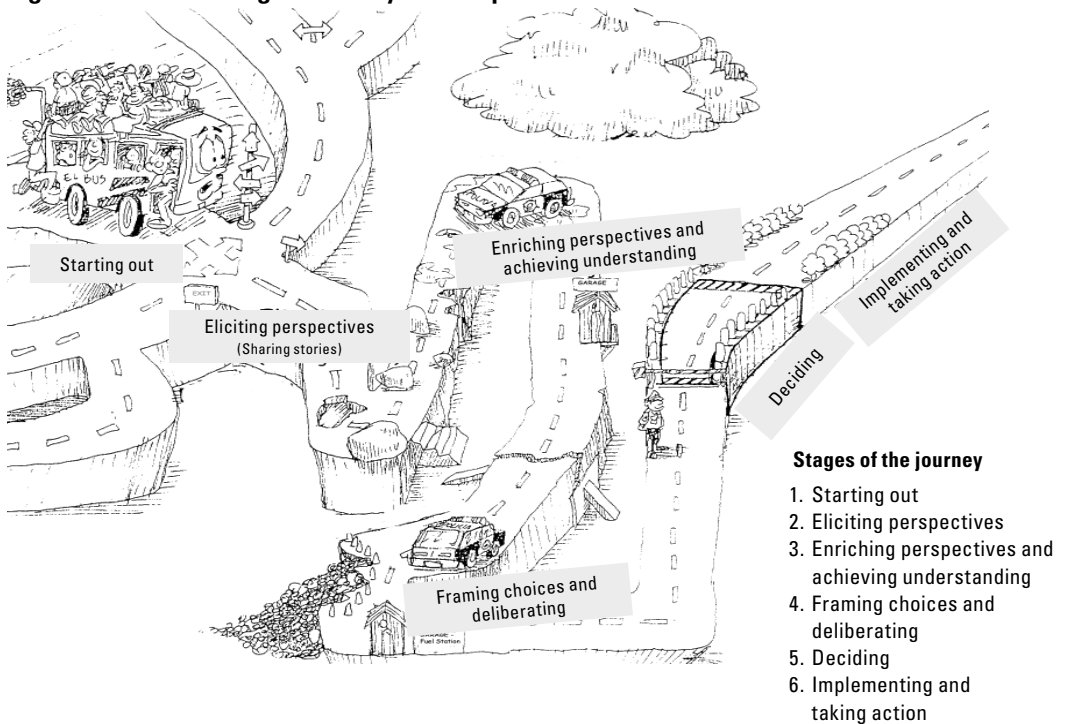 EL BUS
Starting out
EXIT
Eliciting perspectives
(Sharing stories)
Enriching perspectives and
achieving understanding
GARAGE
Implementing and
taking action
Deciding
Framing choices and
deliberating
GARAGE -
Fuel Station
Stages of the journey
1. Starting out
2. Eliciting perspectives
3. Enriching perspectives and
achieving understanding
4. Framing choices and
deliberating
5. Deciding
6. Implementing and
taking action